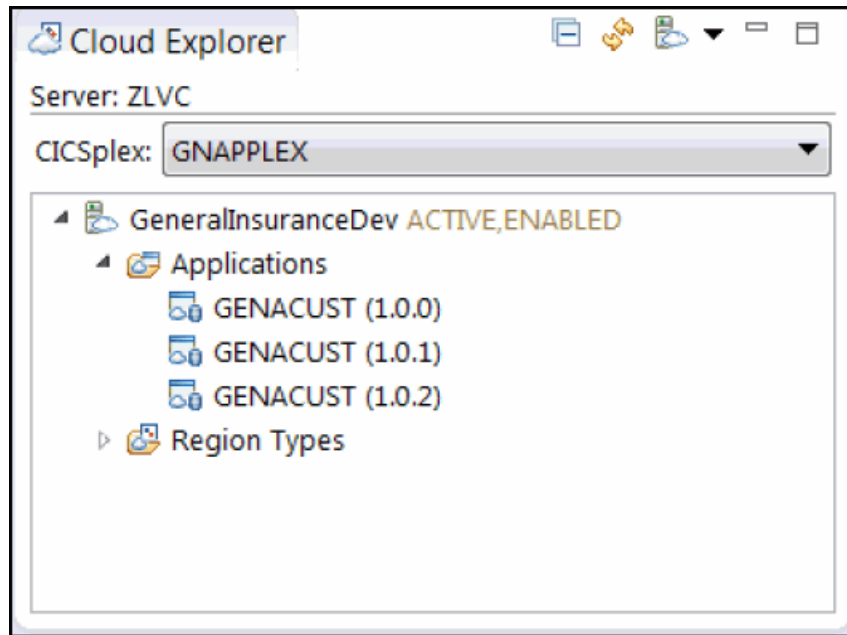 Cloud Explorer
Server: ZLVC
CICSplex: GNAPPLEX
GeneralInsuranceDev ACTIVE,ENABLED
Applications
GENACUST (1.0.0)
GENACUST (1.0.1)
GENACUST (1.0.2)
Region Types